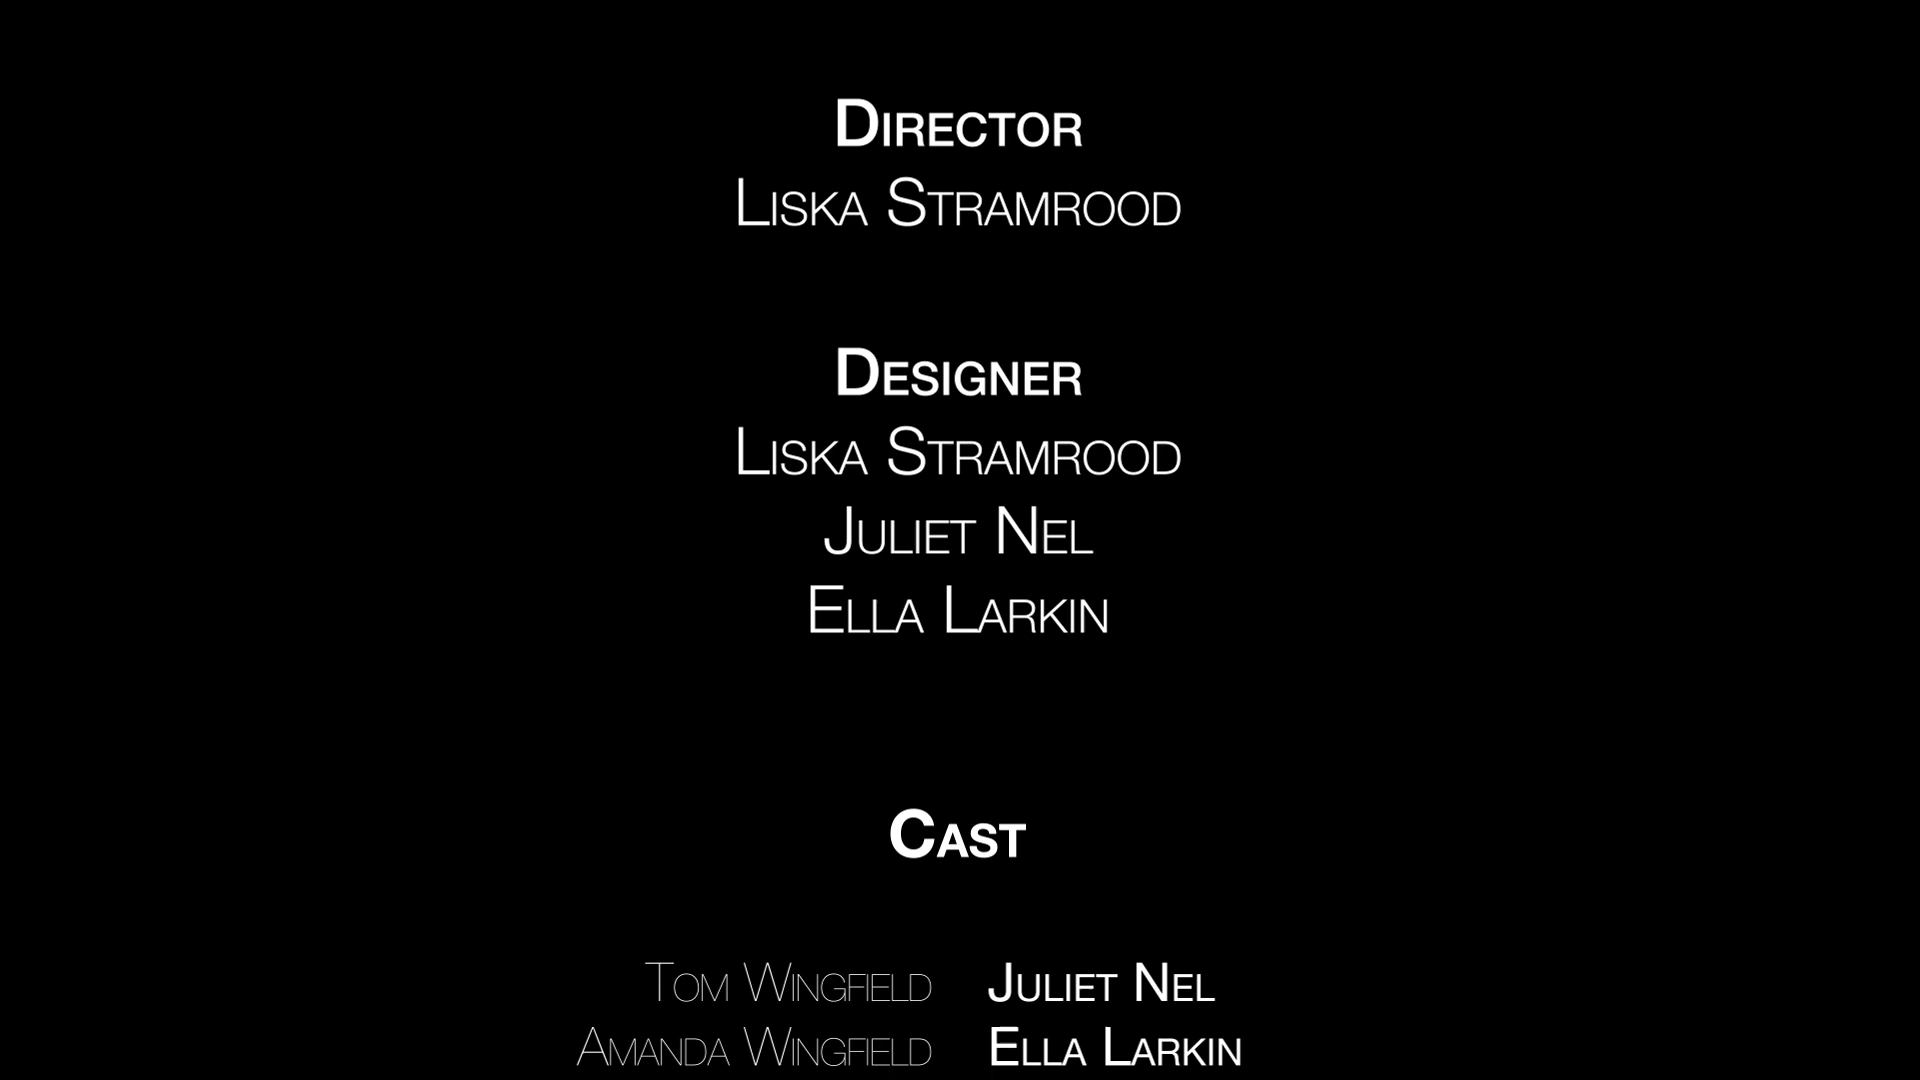 Director
Liska Stramrood
Designer
Liska Stramrood
Juliet Nel
Ella Larkin
Cast
Tom Wingfield Juliet Nel
Amanda Wingfield Ella Larkin